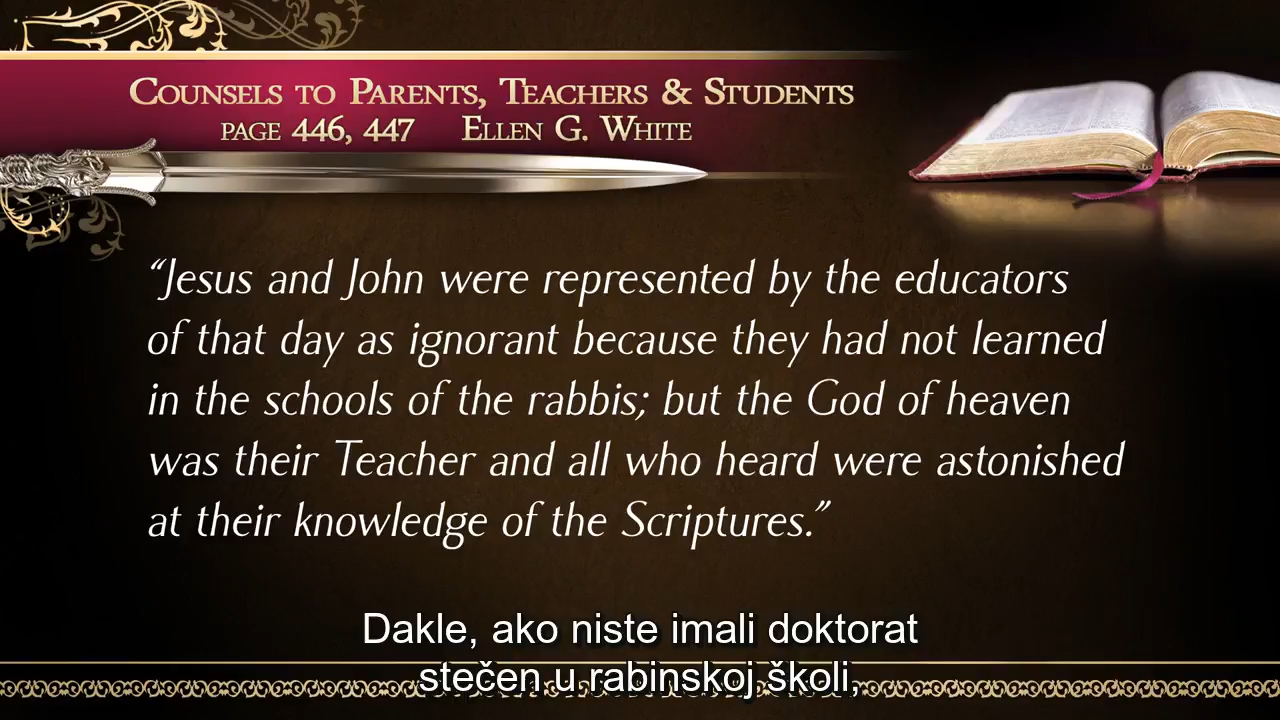 Counsels to Parents, Teachers & Students
page 446, 447 Ellen G. White
“Jesus and John were represented by the educators
of that day as ignorant because they had not learned
in the schools of the rabbis; but the God of heaven
was their Teacher and all who heard were astonished
at their knowledge of the Scriptures.”
Dakle, ako niste imali doktorat
stečen u rabinskoj školi,